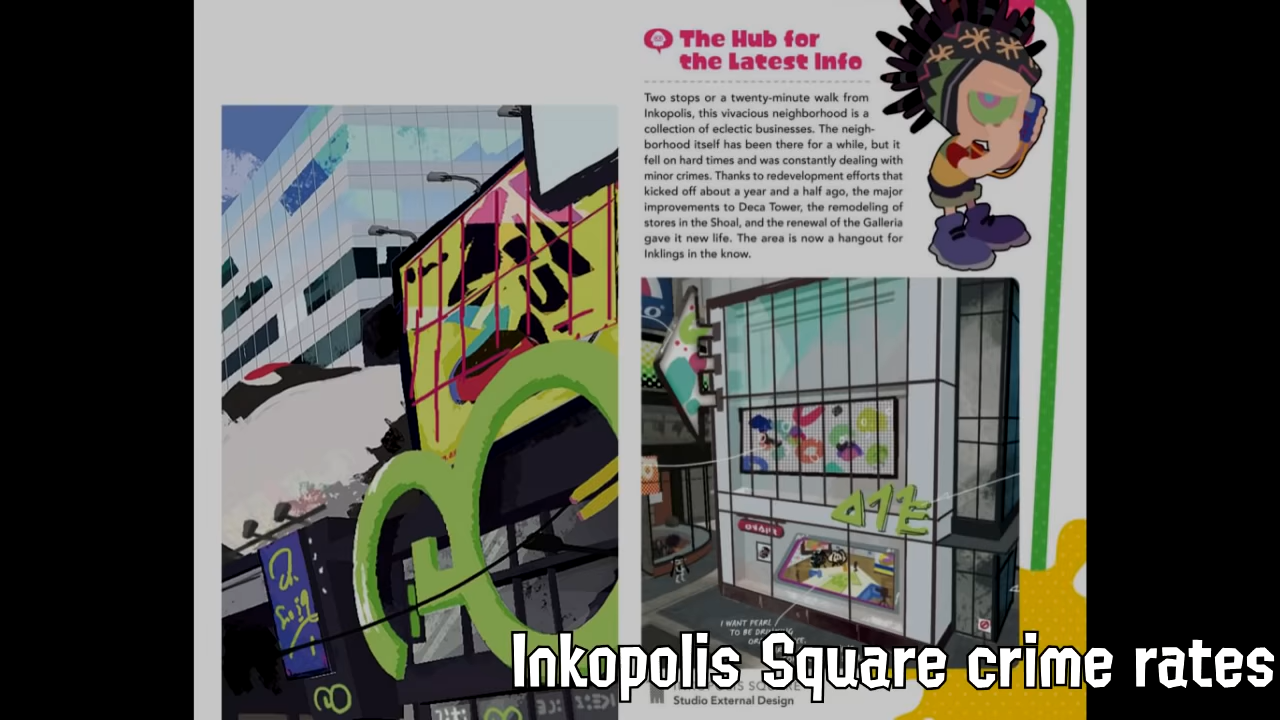 The Hub for
the Latest Info
Two stops or a twenty-minute walk from
Inkopolis, this vivacious neighborhood is a
collection of eclectic businesses. The neigh-
borhood itself has been there for a while, but it
fell on hard times and was constantly dealing with
minor crimes. Thanks to redevelopment efforts that
kicked off about a year and a half ago, the major
improvements to Deca Tower, the remodeling of
stores in the Shoal, and the renewal of the Galleria
gave it new life. The area is now a hangout for
Inklings in the know.
I WANT PEARL
TO BE DRINKING
Inkopolis Square crime rates
INKOPOLIS SQUARE
Studio External Design